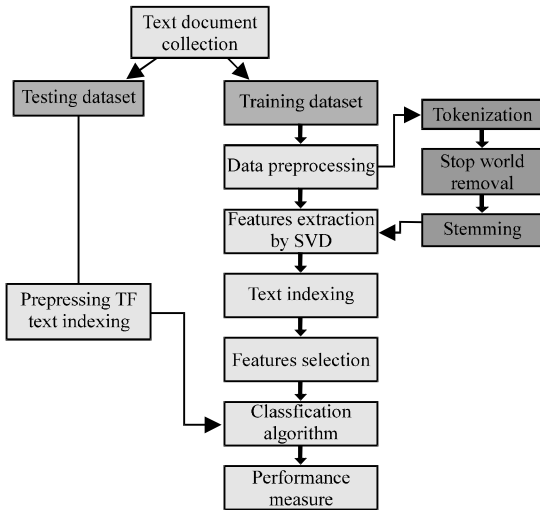 Text document
collection
Testing dataset
Training dataset
Tokenization
Data preprocessing
Stop world
removal
Features extraction
by SVD
Stemming
Prepressing TF
text indexing
Text indexing
Features selection
Classfication
algorithm
Performance
measure